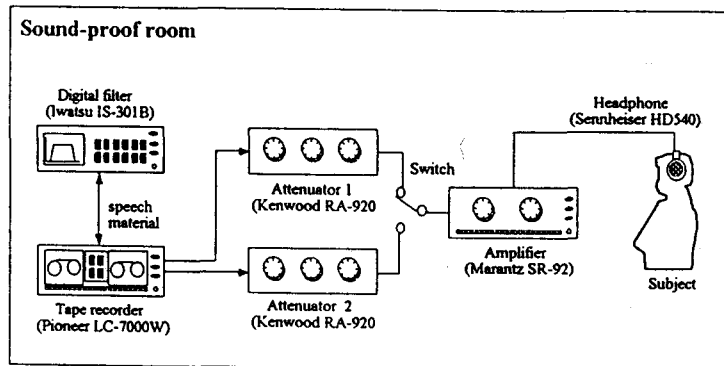 Sound-proof room
Digital filter
(Iwatsu IS-301B)
speech
material
Tape recorder
(Pioneer LC-7000W)
Attenuator 1
(Kenwood RA-920
Attenuator 2
(Kenwood RA-920
Switch
Amplifier
(Marantz SR-92)
Headphone
(Sennheiser HD540)
Subject